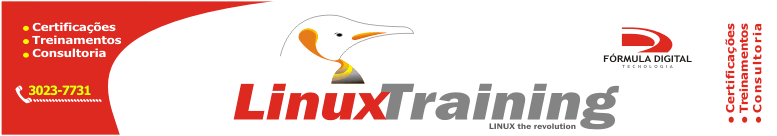 Certificações
Treinamentos
Consultoria
3023-7731
LinuxTraining
LINUX the revolution
FÓRMULA DIGITAL
TECNOLOGIA
Certificações
Treinamentos
Consultoria